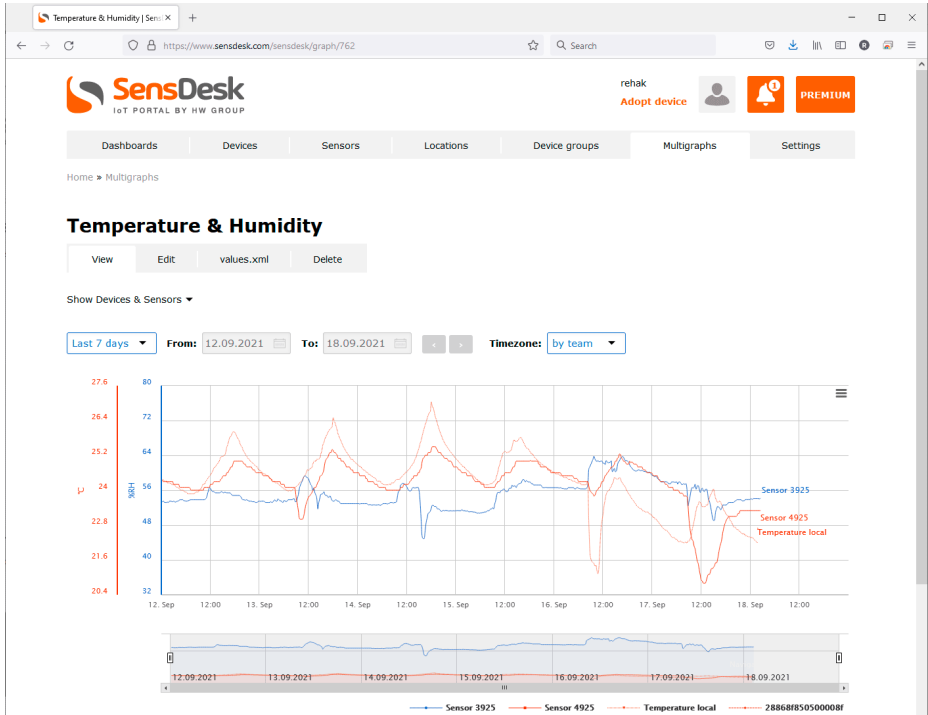 Temperature & Humidity | Sens
https://www.sensdesk.com/sensdesk/graph/762
Search
SensDesk
IoT PORTAL BY HW GROUP
rehak
Adopt device
1
PREMIUM
Dashboards Devices Sensors Locations Device groups Multigraphs Settings
Home » Multigraphs
Temperature & Humidity
View Edit values.xml Delete
Show Devices & Sensors
Last 7 days From: 12.09.2021 To: 18.09.2021 Timezone: by team
27.6 80
26.4 72
25.2 64
24 56
22.8 48
21.6 40
20.4 32
°C
%RH
Sensor 3925
Sensor 4925
Temperature local
12. Sep 12:00 13. Sep 12:00 14. Sep 12:00 15. Sep 12:00 16. Sep 12:00 17. Sep 12:00 18. Sep 12:00
12.09.2021 13.09.2021 14.09.2021 15.09.2021 16.09.2021 17.09.2021 18.09.2021
Sensor 3925 Sensor 4925 Temperature local 28868f850500008f